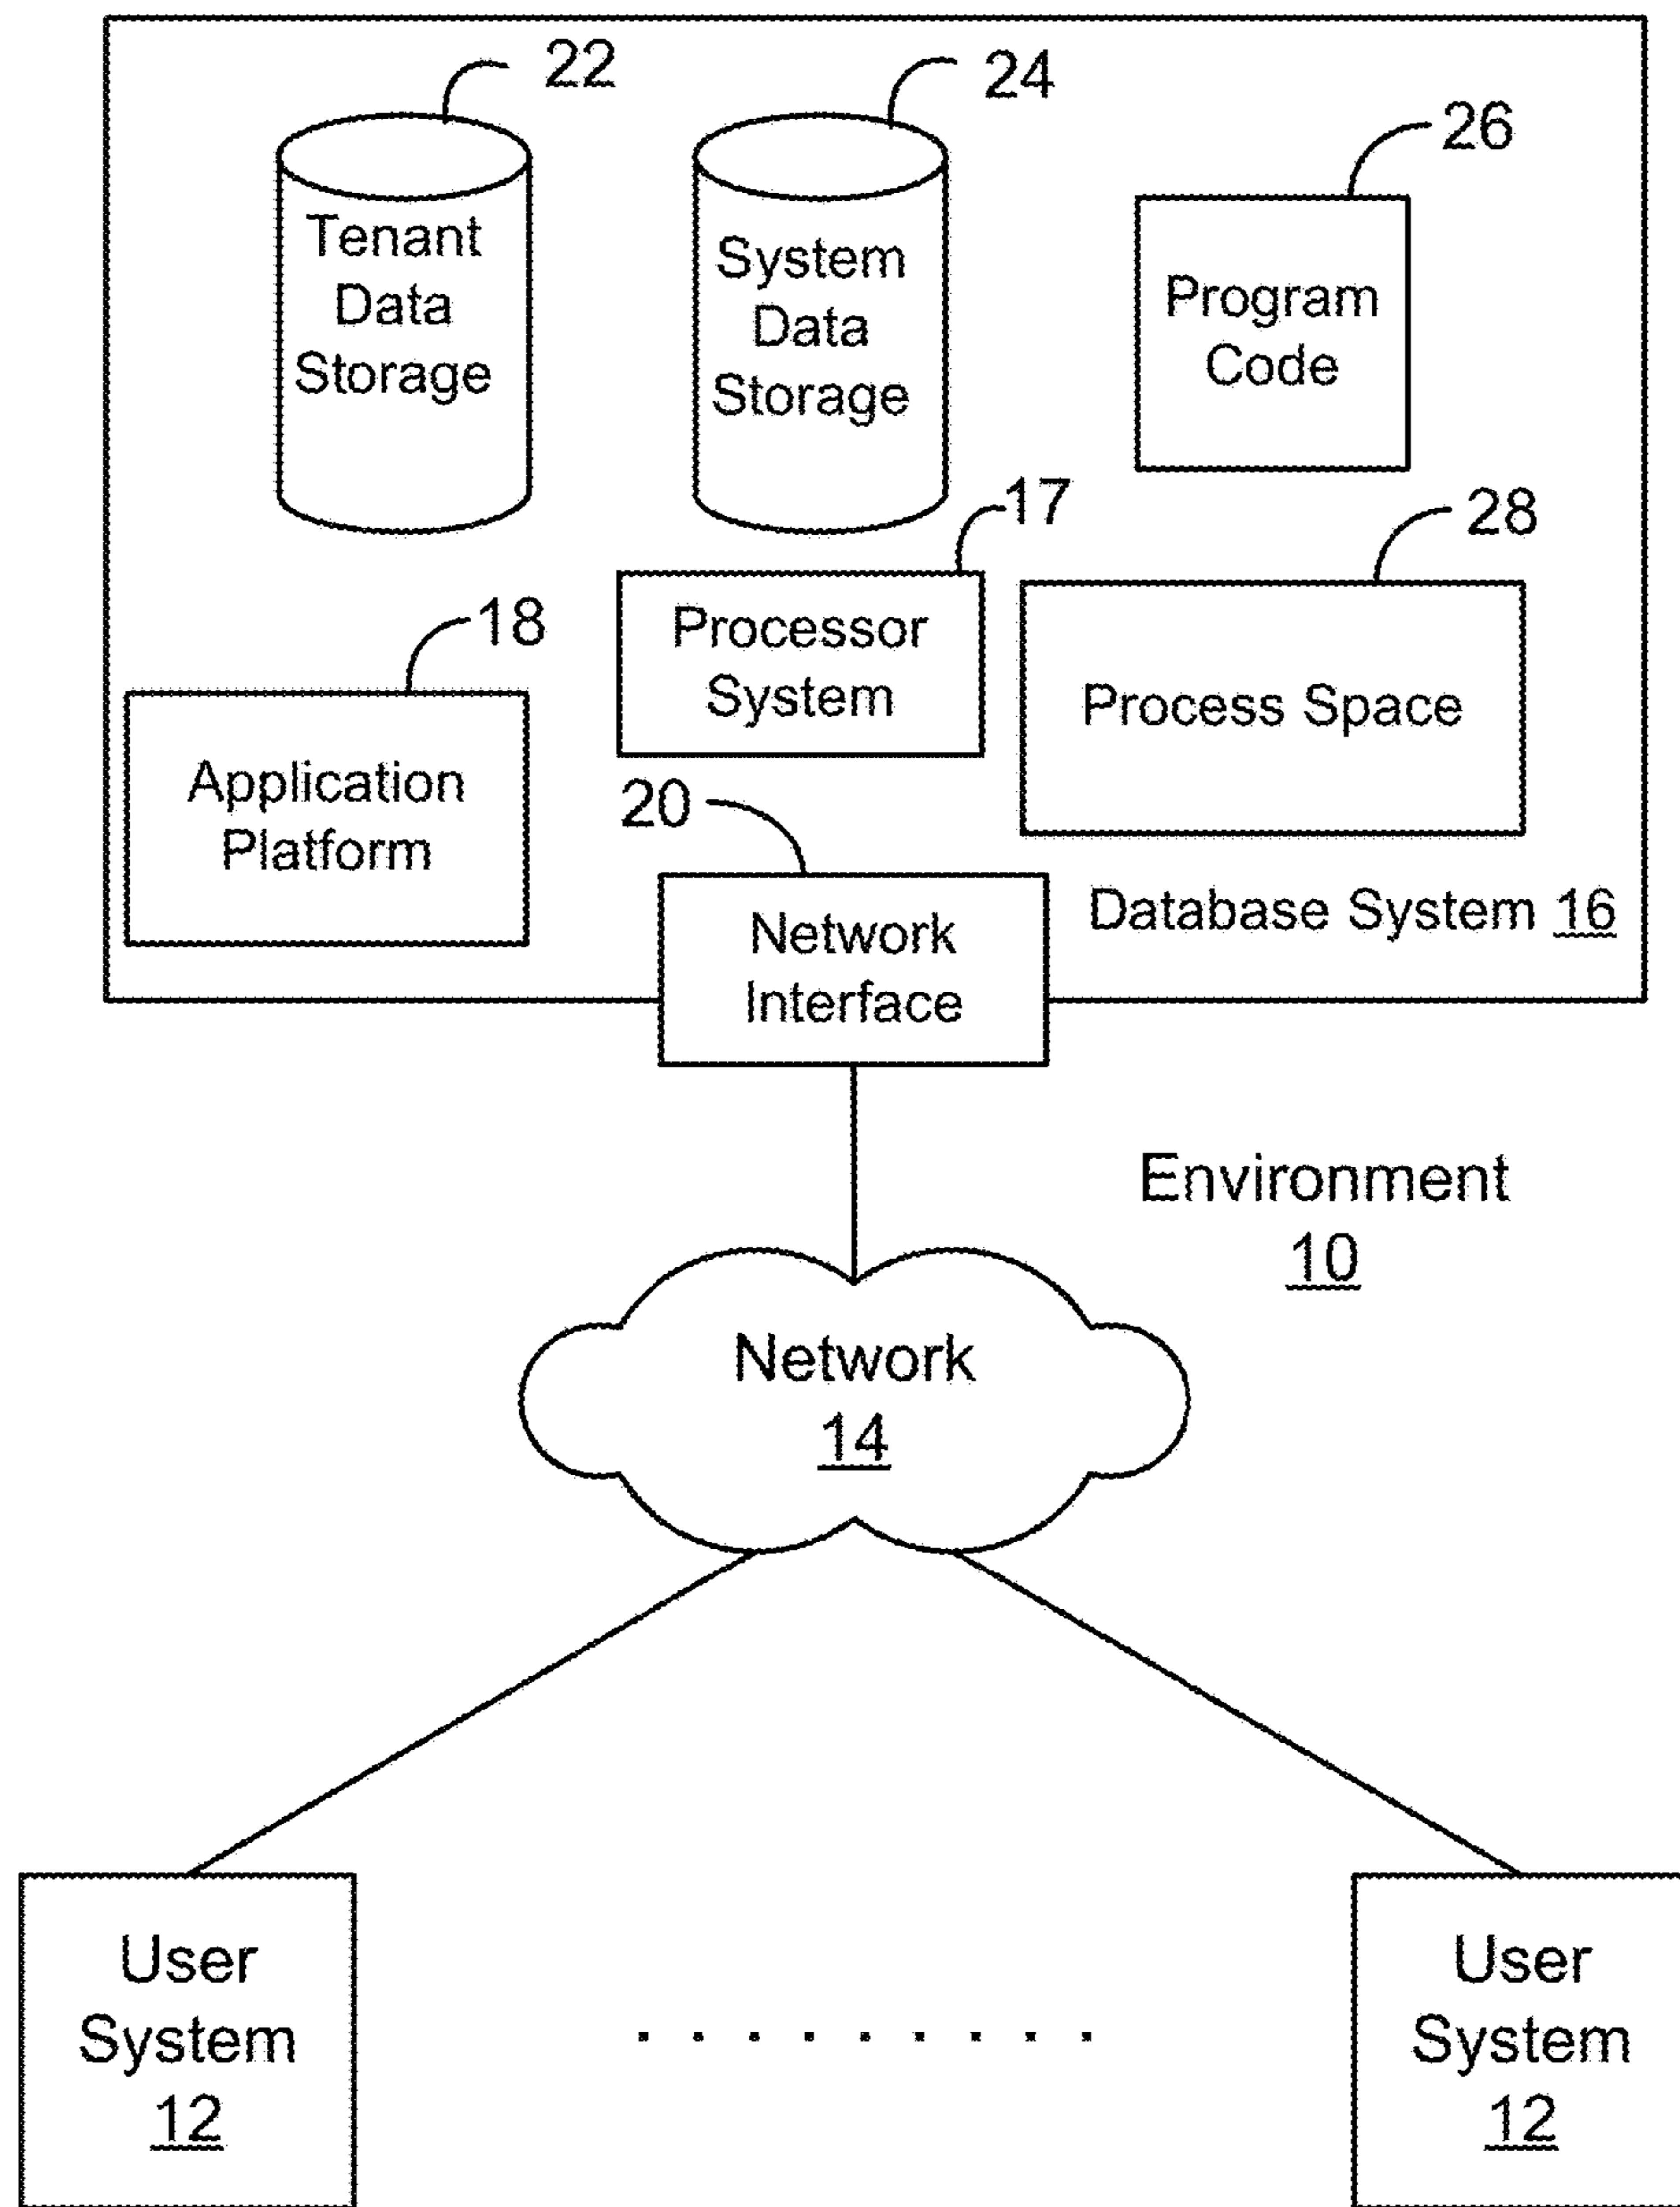 22
24
26
Tenant
Data
Storage
System
Data
Storage
Program
Code
17
28
18
Processor
System
Process Space
Application
Platform
20
Network
Interface
Database System 16
Environment
10
Network
14
User
System
12
. . . . . . . . .
User
System
12